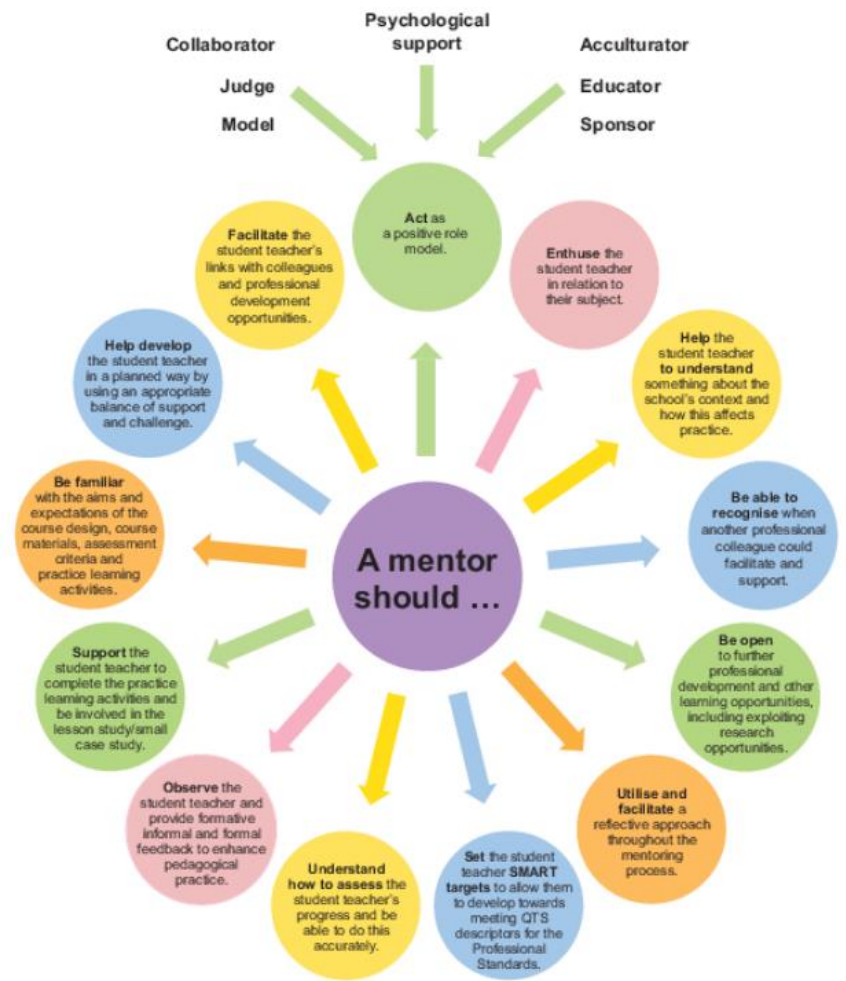 Collaborator
Judge
Model
Psychological
support
Acculturator
Educator
Sponsor
Act as
a positive role
model.
Enthuse the
student teacher
in relation to
their subject.
Help the
student teacher
to understand
something about the
school's context and
how this affects
practice.
Be able to
recognise when
another professional
colleague could
facilitate and
support.
Be open
to further
professional
development and other
learning opportunities,
including exploiting
research
opportunities.
Utilise and
facilitate a
reflective approach
throughout the
mentoring
process.
Set the student
teacher SMART
targets to allow them
to develop towards
meeting QTS
descriptors for the
Professional
Standards.
Understand
how to assess the
student teacher's
progress and be
able to do this
accurately.
Observe the
student teacher and
provide formative
informal and formal
feedback to enhance
pedagogical
practice.
Support the
student teacher to
complete the practice
learning activities and
be involved in the
lesson study/small
case study.
Be familiar
with the aims and
expectations of the
course design, course
materials, assessment
criteria and
practice learning
activities.
Help develop
the student teacher
in a planned way by
using an appropriate
balance of support
and challenge.
Facilitate the
student teacher's
links with colleagues
and professional
development
opportunities.
A mentor
should ...